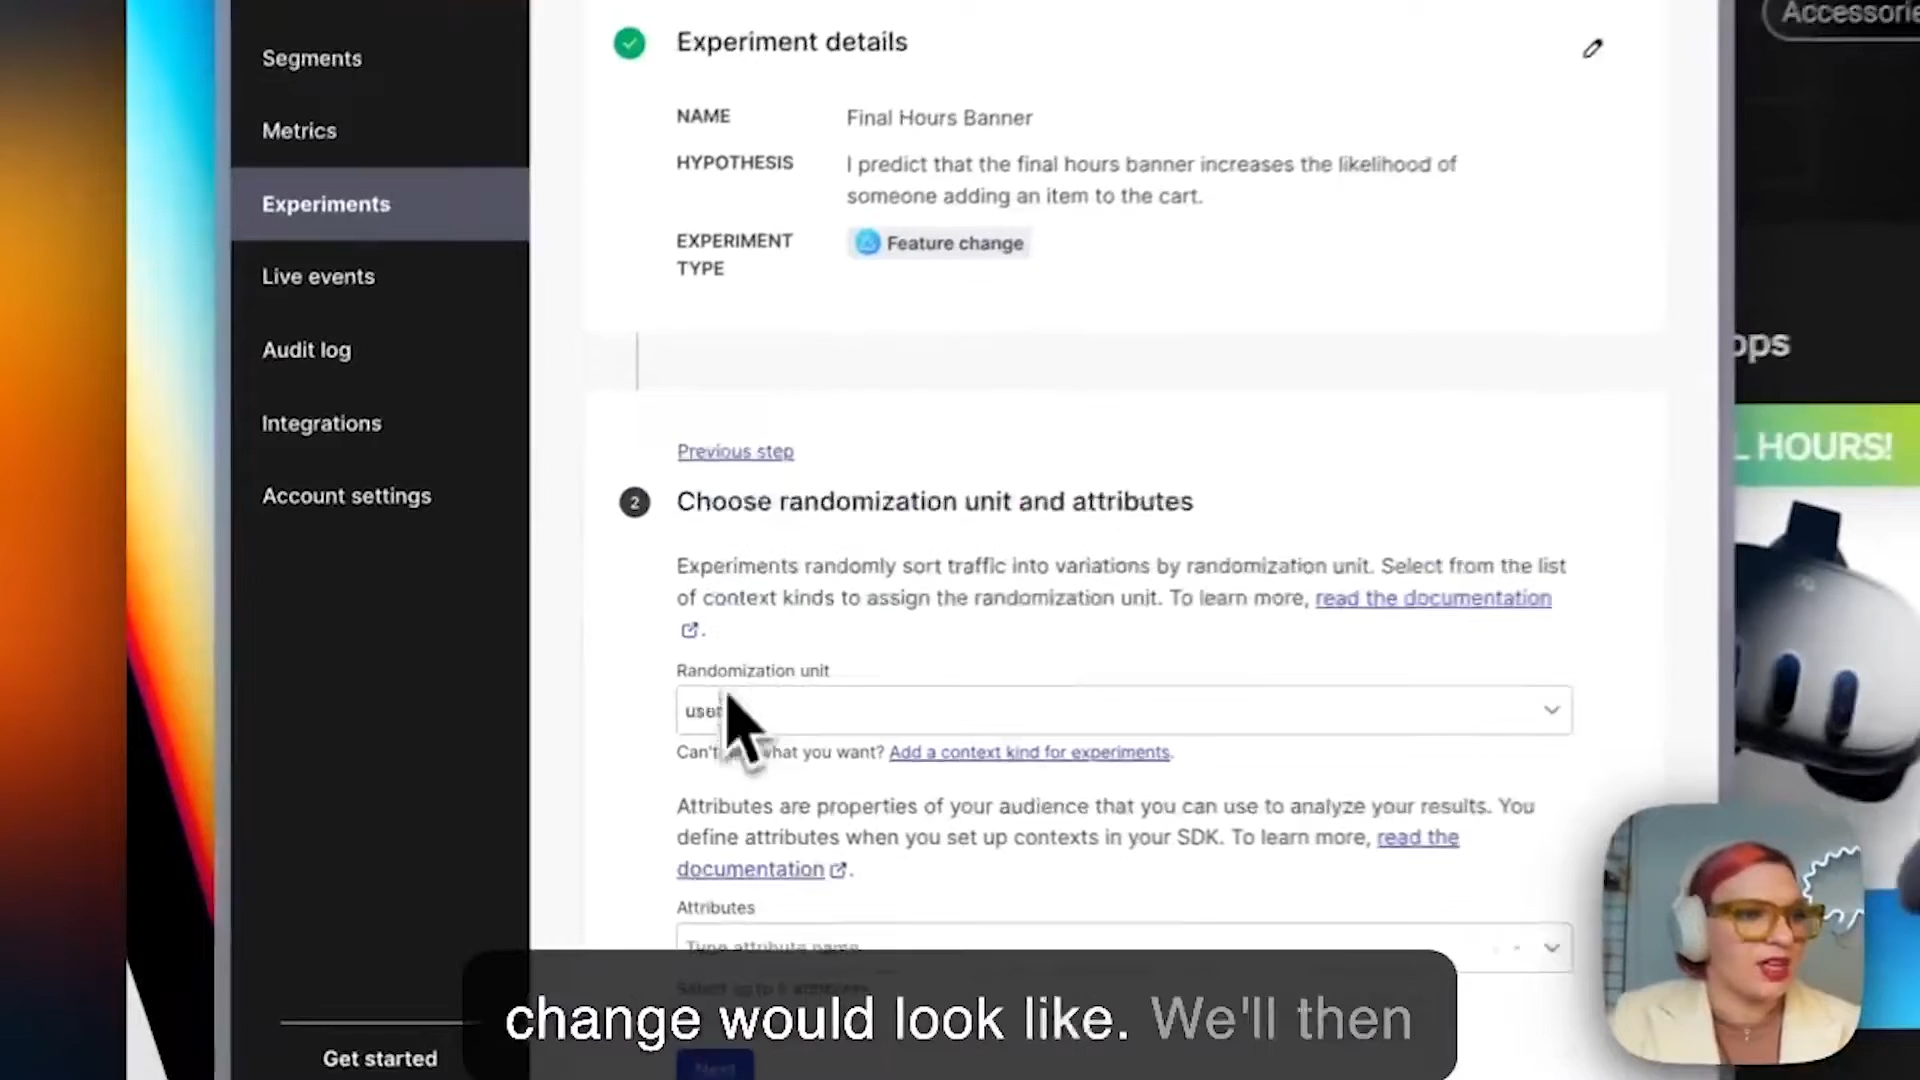 Segments
Metrics
Experiments
Live events
Audit log
Integrations
Account settings
Get started
Experiment details
NAME
Final Hours Banner
HYPOTHESIS
I predict that the final hours banner increases the likelihood of
someone adding an item to the cart.
EXPERIMENT
TYPE
Feature change
Previous step
2
Choose randomization unit and attributes
Experiments randomly sort traffic into variations by randomization unit. Select from the list
of context kinds to assign the randomization unit. To learn more, read the documentation
.
Randomization unit
user
Can't what you want? Add a context kind for experiments.
Attributes are properties of your audience that you can use to analyze your results. You
define attributes when you set up contexts in your SDK. To learn more, read the
documentation .
Attributes
Type attribute name
change would look like. We'll then
Next
Accessorie
ops
L HOURS!